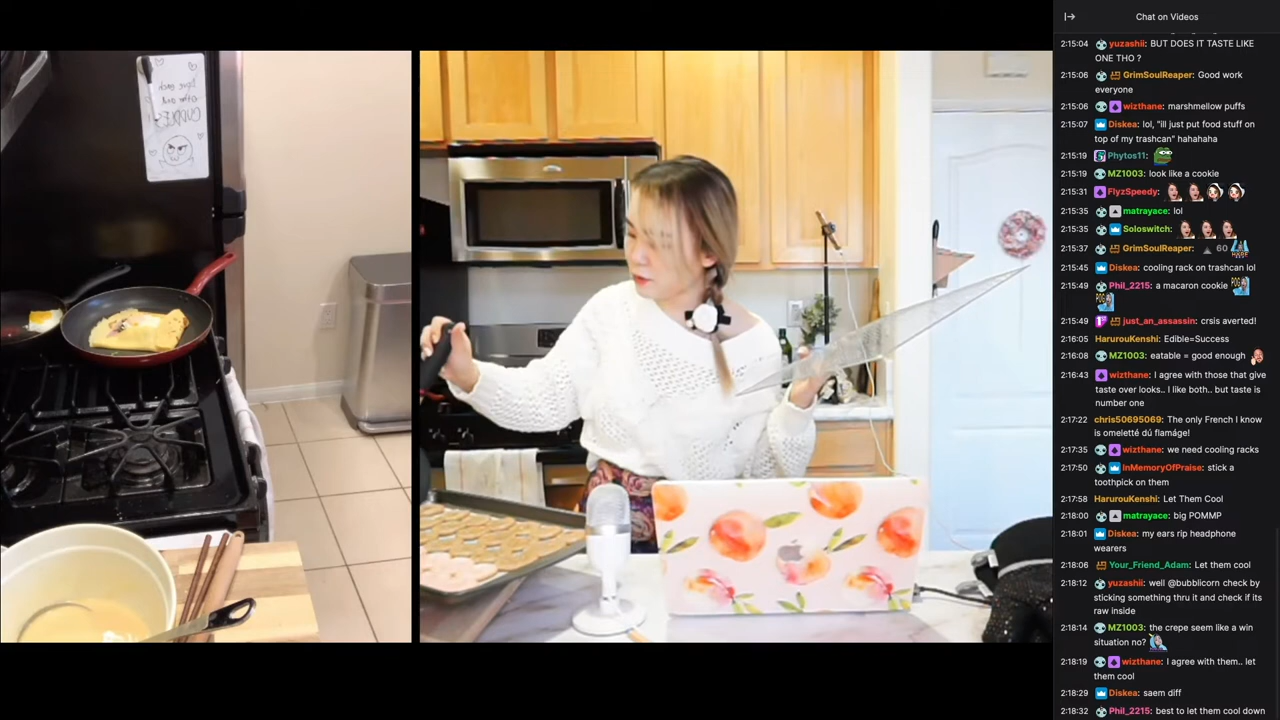 Chat on Videos
2:15:04 yuzashii: BUT DOES IT TASTE LIKE
ONE THO ?
2:15:06 GrimSoulReaper: Good work
everyone
2:15:06 wizthane: marshmellow puffs
2:15:07 Diskea: lol, "ill just put food stuff on
top of my trashcan" hahahaha
2:15:19 Phytos11:
2:15:19 MZ1003: look like a cookie
2:15:31 FlyzSpeedy:
2:15:35 matrayace: lol
2:15:35 Soloswitch:
2:15:37 GrimSoulReaper: 60
2:15:45 Diskea: cooling rack on trashcan lol
2:15:49 Phil_2215: a macaron cookie
2:15:49 just_an_assassin: crsis averted!
2:16:05 HarurouKenshi: Edible=Success
2:16:08 MZ1003: eatable = good enough
2:16:43 wizthane: I agree with those that give
taste over looks.. I like both.. but taste is
number one
2:17:22 chris50695069: The only French I know
is omeletté dú flamáge!
2:17:35 wizthane: we need cooling racks
2:17:50 InMemoryOfPraise: stick a
toothpick on them
2:17:58 HarurouKenshi: Let Them Cool
2:18:00 matrayace: big POMMP
2:18:01 Diskea: my ears rip headphone
wearers
2:18:06 Your_Friend_Adam: Let them cool
2:18:12 yuzashii: well @bubblicorn check by
sticking something thru it and check if its
raw inside
2:18:14 MZ1003: the crepe seem like a win
situation no?
2:18:19 wizthane: I agree with them.. let
them cool
2:18:29 Diskea: saem diff
2:18:32 Phil_2215: best to let them cool down